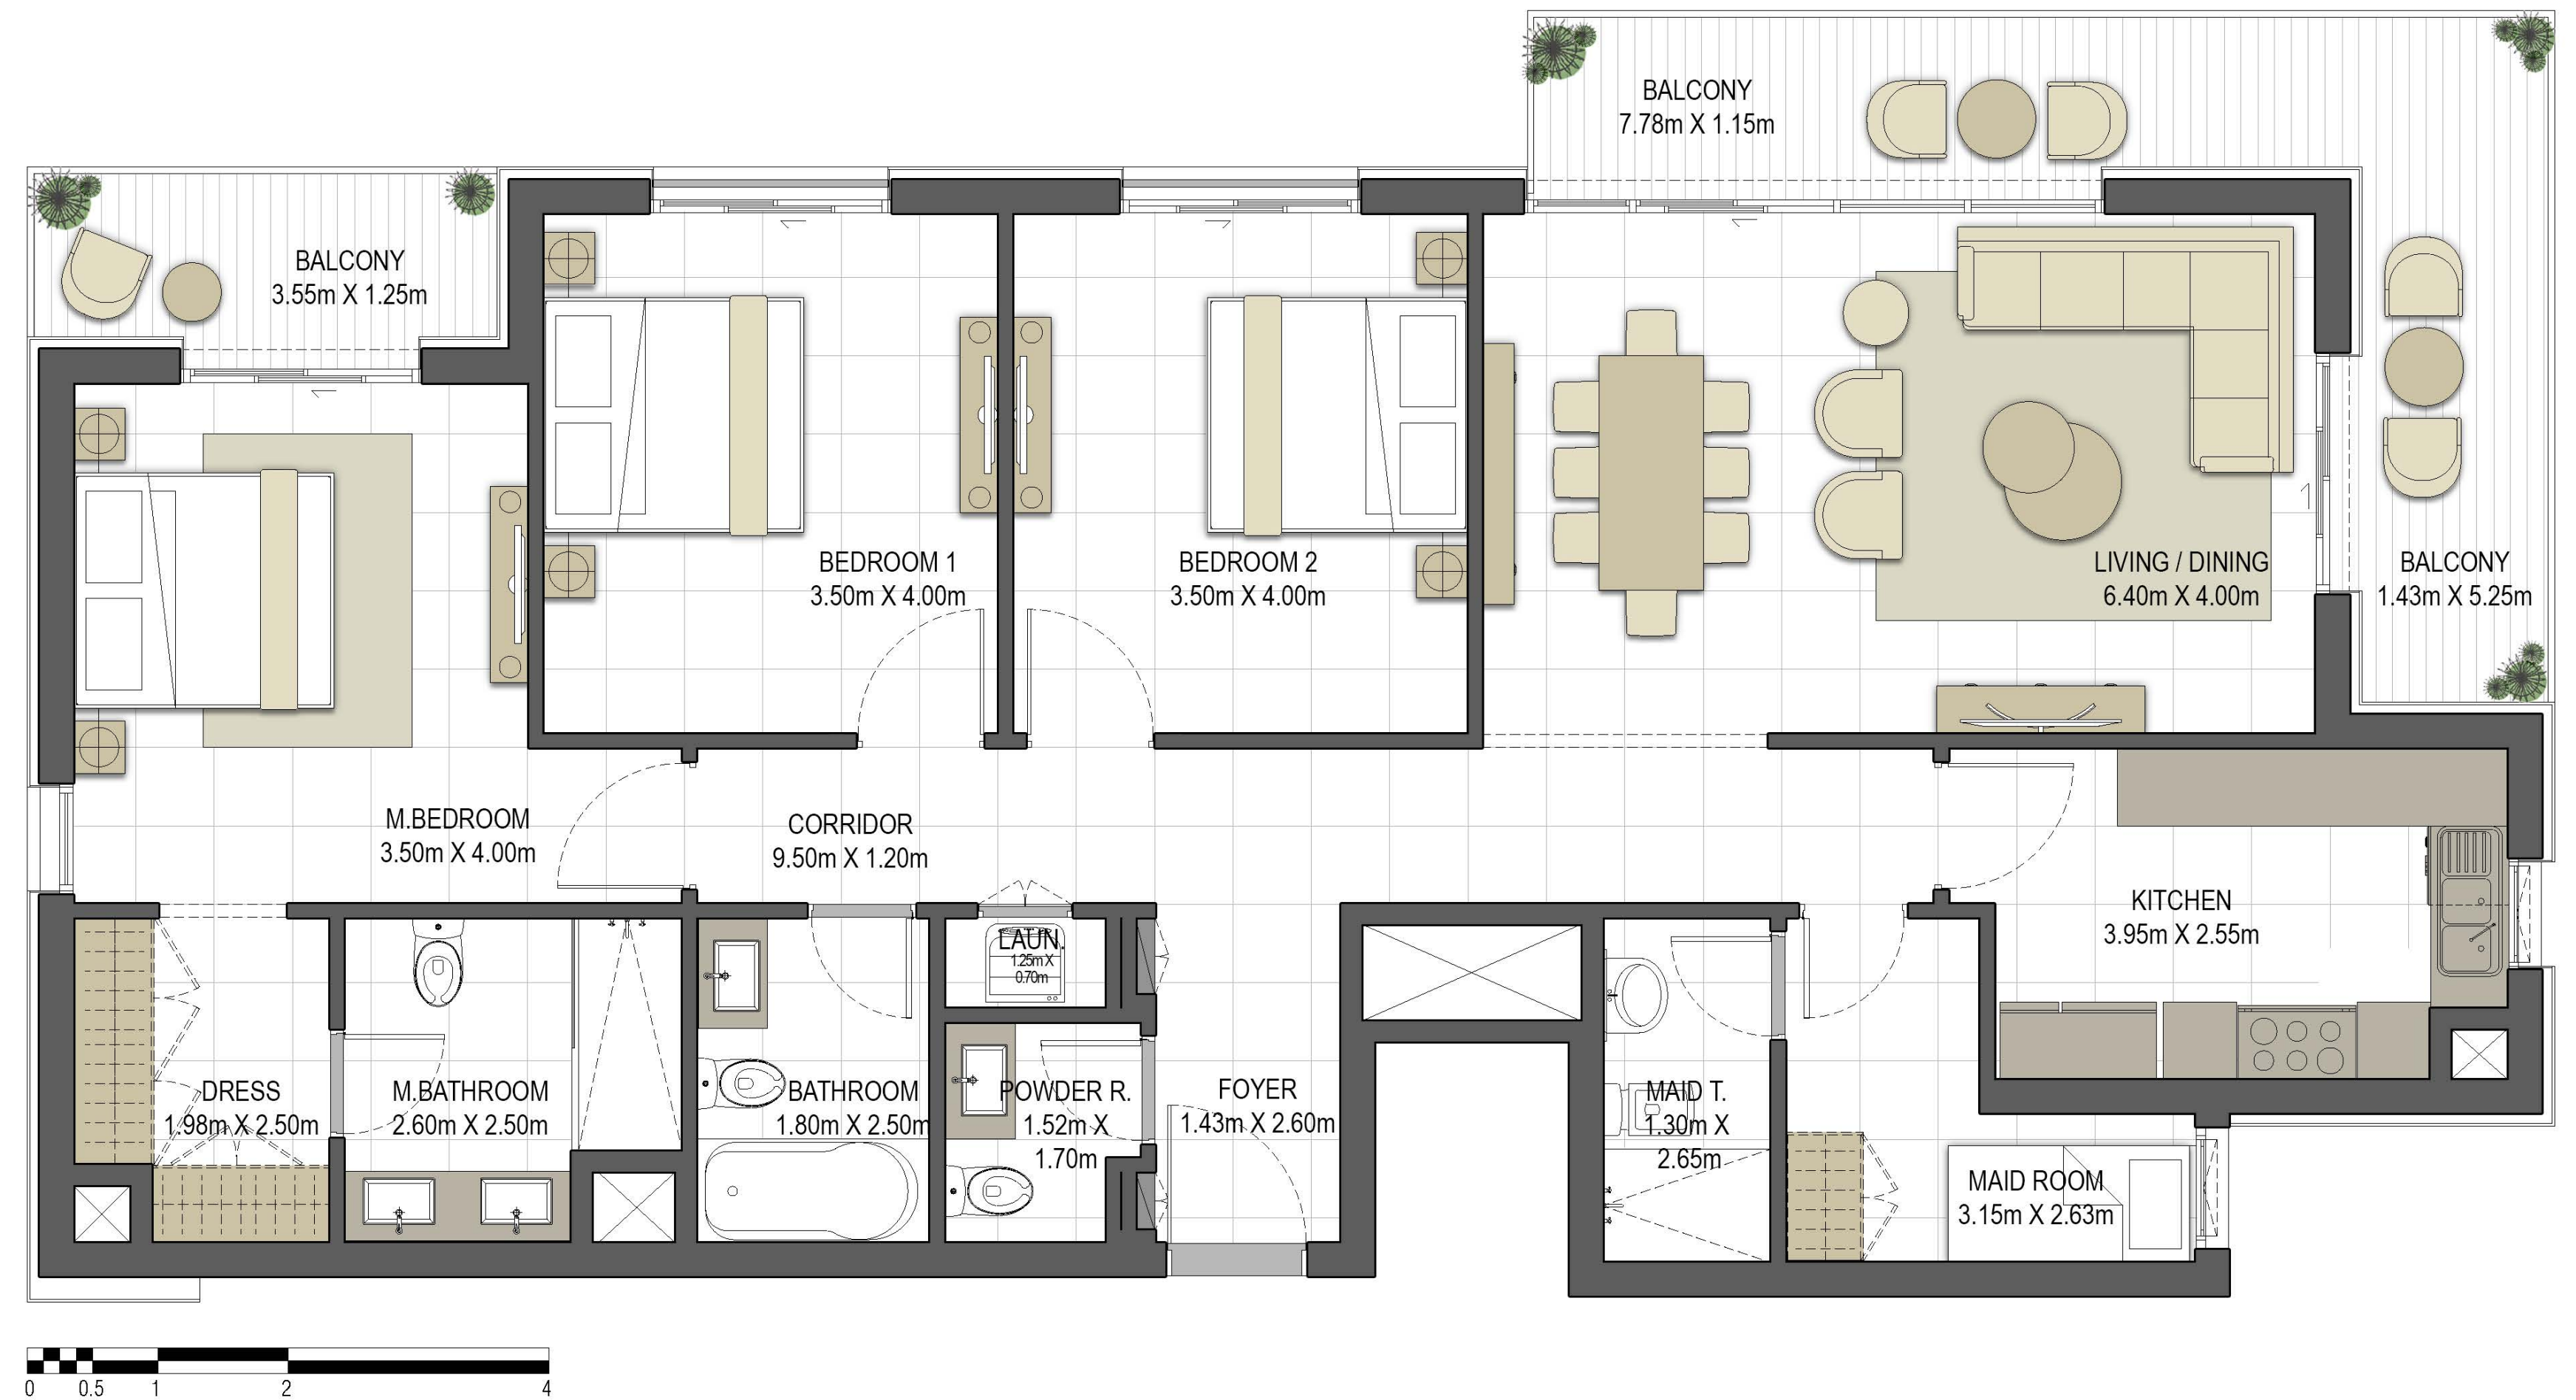 BALCONY
7.78m X 1.15m
BALCONY
3.55m X 1.25m
BEDROOM 1
3.50m X 4.00m
BEDROOM 2
3.50m X 4.00m
LIVING / DINING
6.40m X 4.00m
BALCONY
1.43m X 5.25m
M.BEDROOM
3.50m X 4.00m
CORRIDOR
9.50m X 1.20m
KITCHEN
3.95m X 2.55m
LAUN.
1.25m X
0.70m
DRESS
1.98m X 2.50m
M.BATHROOM
2.60m X 2.50m
BATHROOM
1.80m X 2.50m
POWDER R.
1.52m X
1.70m
FOYER
1.43m X 2.60m
MAID T.
1.30m X
2.65m
MAID ROOM
3.15m X 2.63m
0 0.5 1 2 4